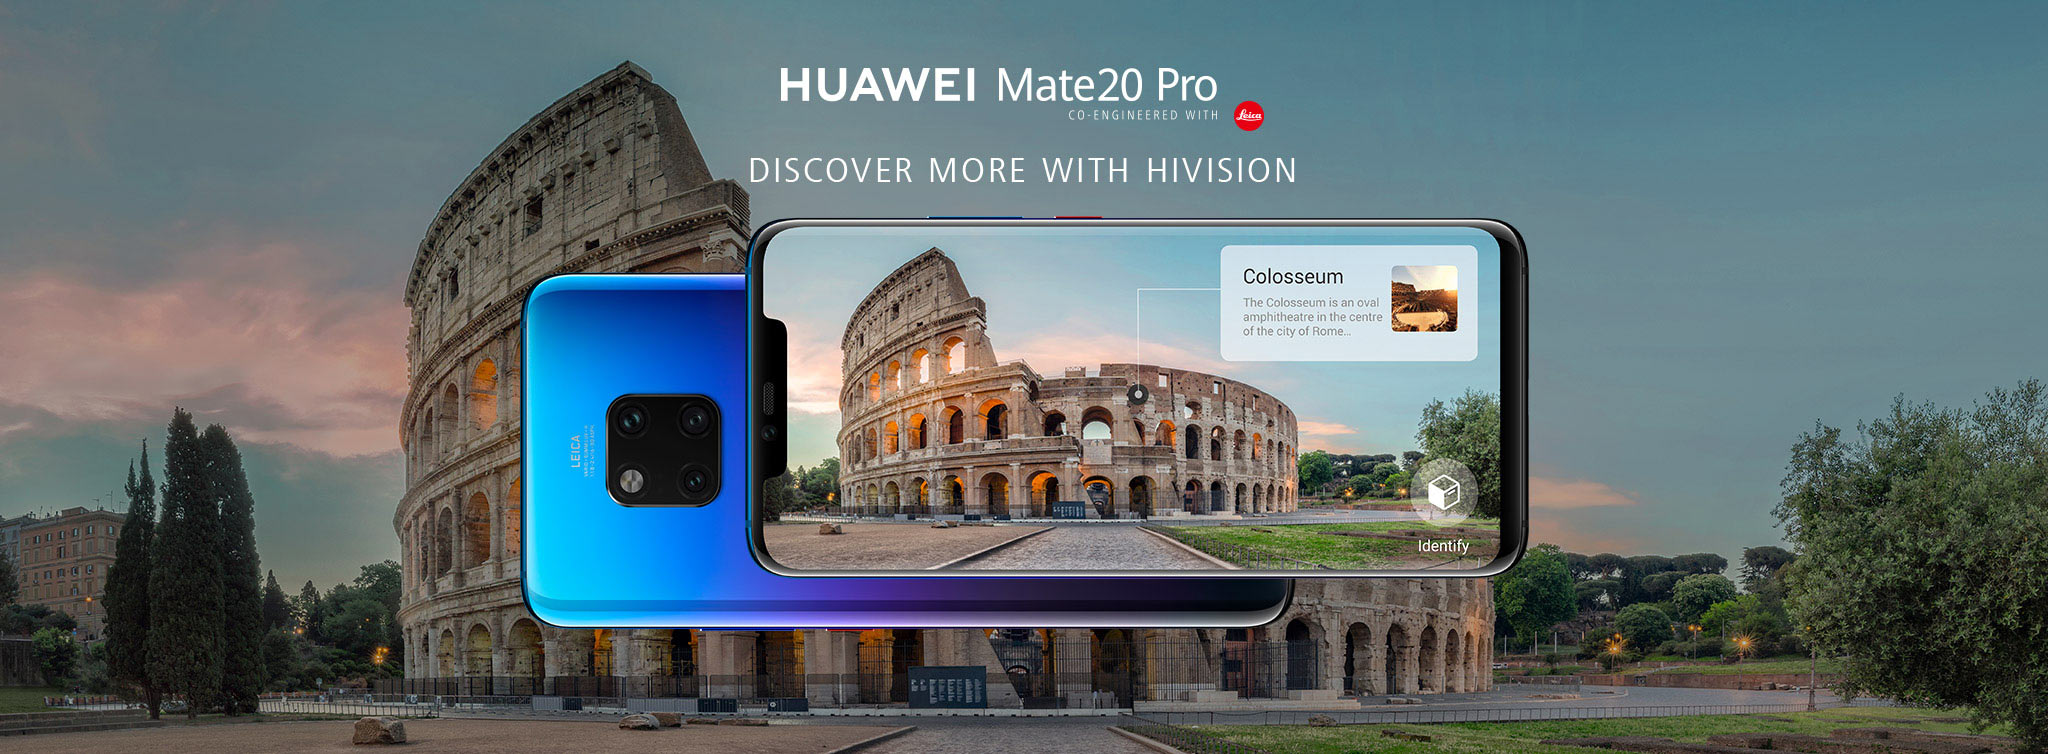 HUAWEI Mate20 Pro
CO-ENGINEERED WITH Leica
DISCOVER MORE WITH HIVISION
Colosseum
The Colosseum is an oval
amphitheatre in the centre
of the city of Rome...
Identify
LEICA